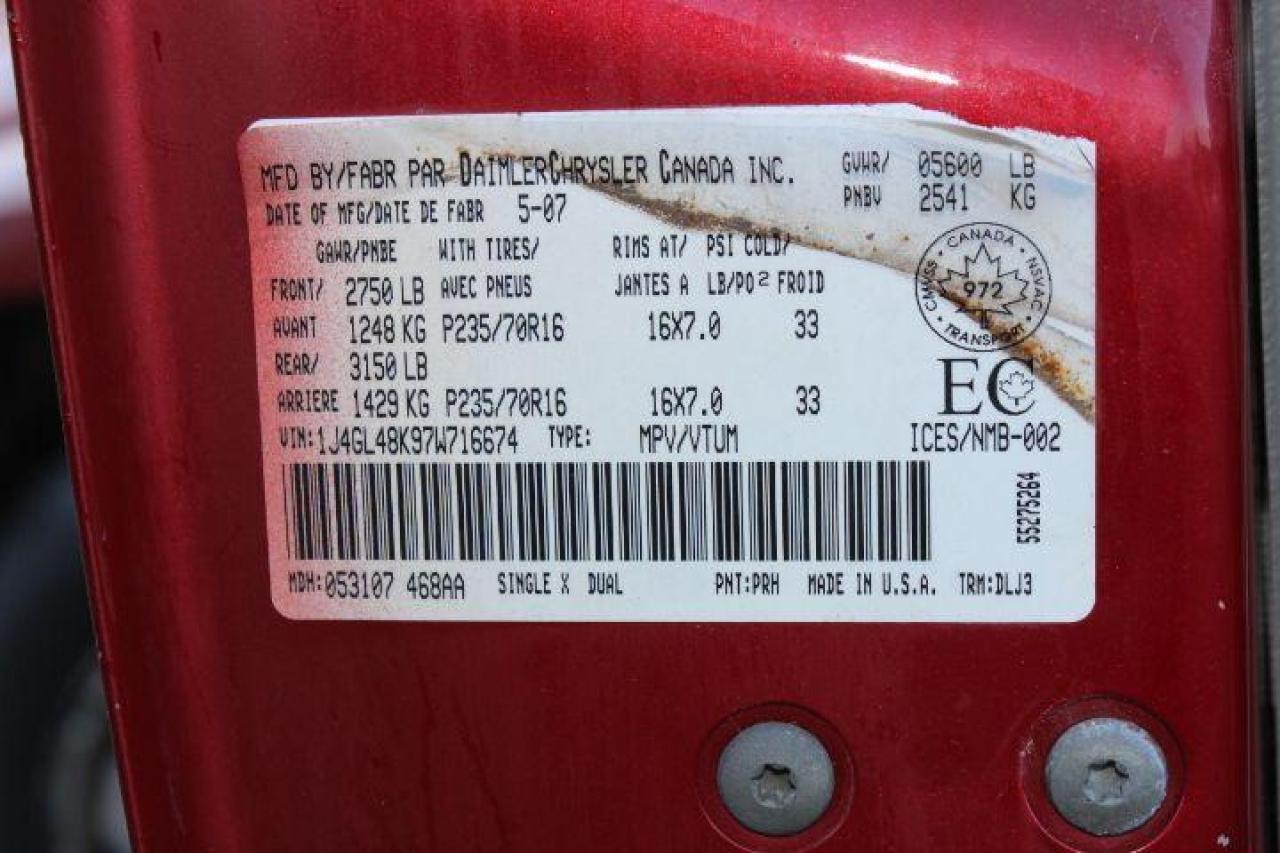 MFD BY/FABR PAR DAIMLERCHRYSLER CANADA INC. GVWR/ 05600 LB
PNBV 2541 KG
DATE OF MFG/DATE DE FABR 5-07
GAWR/PNBE WITH TIRES/ RIMS AT/ PSI COLD/
FRONT/ 2750 LB AVEC PNEUS JANTES A LB/PO2 FROID
AVANT 1248 KG P235/70R16 16X7.0 33
REAR/ 3150 LB
ARRIERE 1429 KG P235/70R16 16X7.0 33
CANADA
CMVSS NSVAC
972
TRANSPORT
EC
VIN:1J4GL48K97W716674 TYPE: MPV/VTUM ICES/NMB-002
55275264
MDH:053107 468AA SINGLE X DUAL PNT:PRH MADE IN U.S.A. TRM:DLJ3